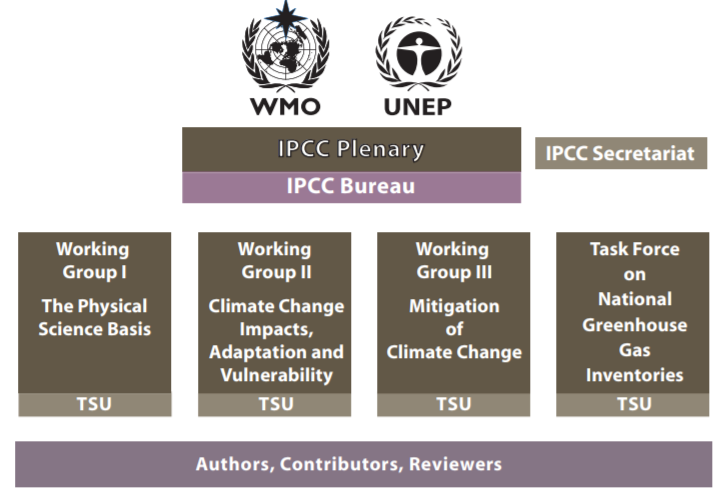 WMO
UNEP
IPCC Plenary
IPCC Secretariat
IPCC Bureau
Working
Group I
The Physical
Science Basis
TSU
Working
Group II
Climate Change
Impacts,
Adaptation and
Vulnerability
TSU
Working
Group III
Mitigation
of
Climate Change
TSU
Task Force
on
National
Greenhouse
Gas
Inventories
TSU
Authors, Contributors, Reviewers